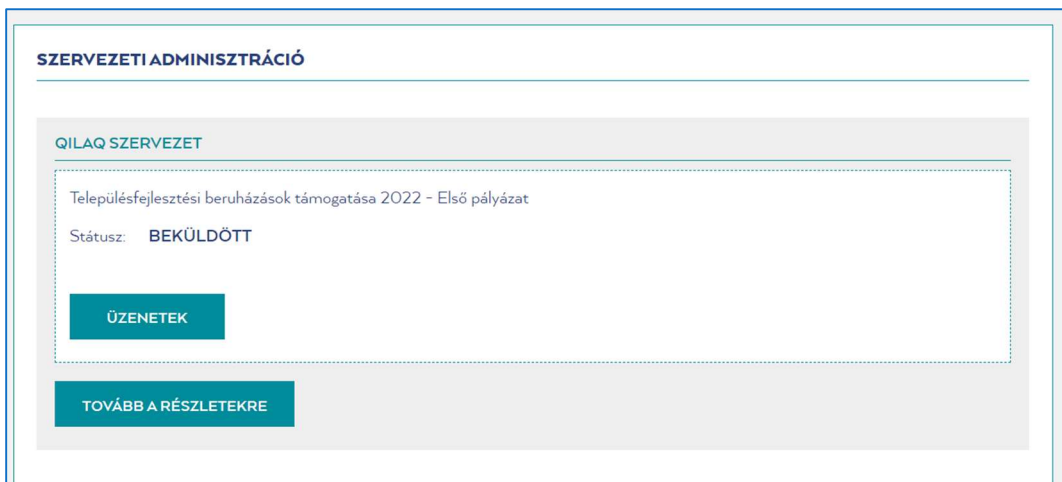 SZERVEZETI ADMINISZTRÁCIÓ
QILAQ SZERVEZET
Településfejlesztési beruházások támogatása 2022 - Első pályázat
Státusz: BEKÜLDÖTT
ÜZENETEK
TOVÁBB A RÉSZLETEKRE